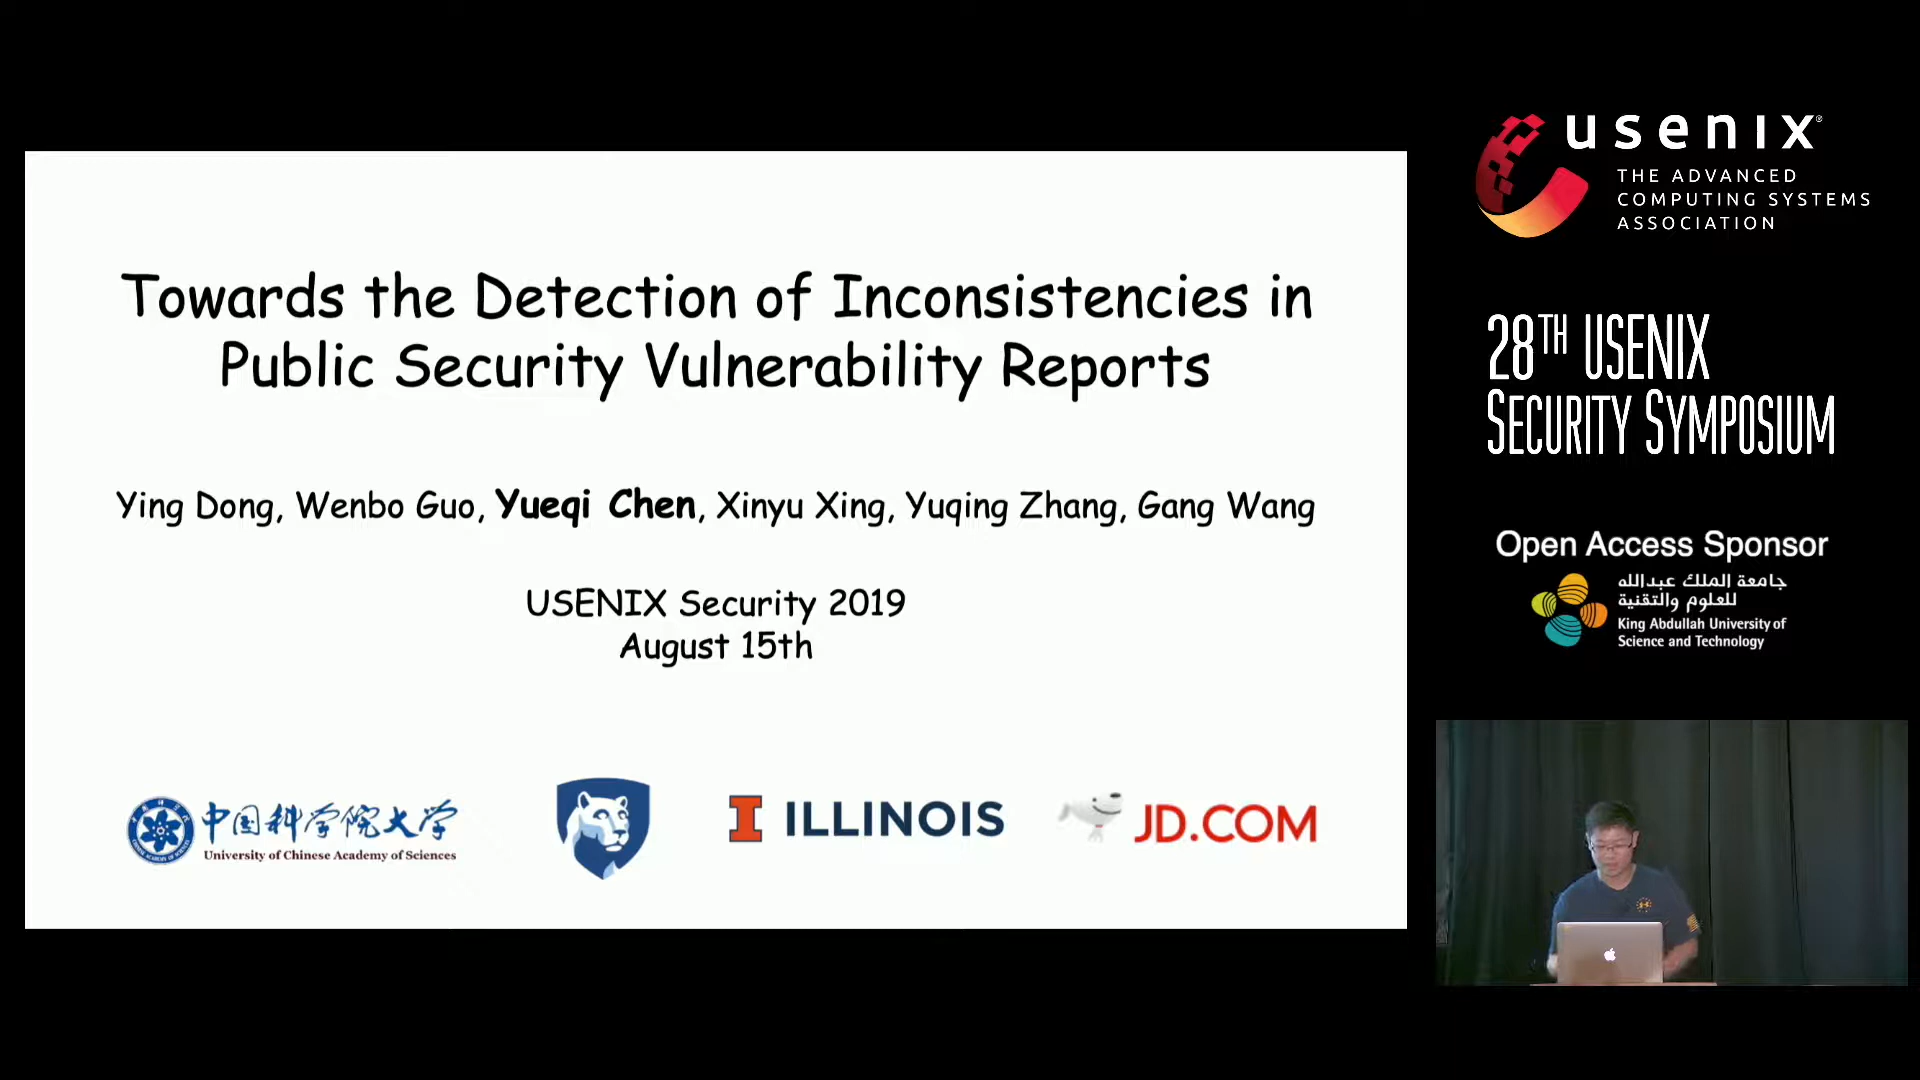 Towards the Detection of Inconsistencies in
Public Security Vulnerability Reports
Ying Dong, Wenbo Guo, Yueqi Chen, Xinyu Xing, Yuqing Zhang, Gang Wang
USENIX Security 2019
August 15th
中国科学院大学
University of Chinese Academy of Sciences
ILLINOIS
JD.COM
usenix®
THE ADVANCED
COMPUTING SYSTEMS
ASSOCIATION
28TH USENIX
SECURITY SYMPOSIUM
Open Access Sponsor
جامعة الملك عبدالله
للعلوم والتقنية
King Abdullah University of
Science and Technology